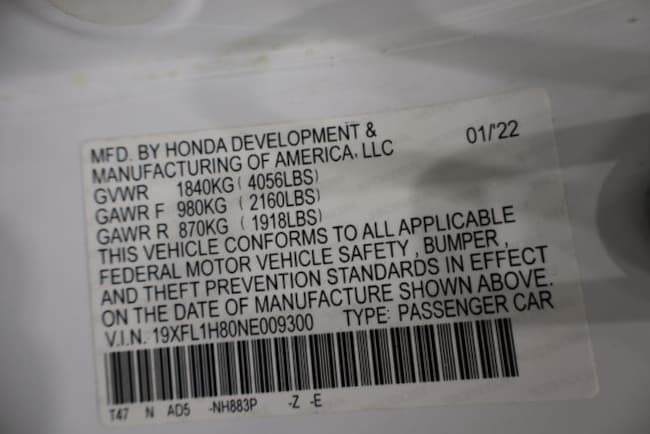 MFD. BY HONDA DEVELOPMENT & 01/'22
MANUFACTURING OF AMERICA, LLC
GVWR 1840KG ( 4056LBS)
GAWR F 980KG ( 2160LBS)
GAWR R 870KG ( 1918LBS)
THIS VEHICLE CONFORMS TO ALL APPLICABLE
FEDERAL MOTOR VEHICLE SAFETY , BUMPER ,
AND THEFT PREVENTION STANDARDS IN EFFECT
ON THE DATE OF MANUFACTURE SHOWN ABOVE.
V.I.N. 19XFL1H80NE009300 TYPE: PASSENGER CAR
T47 N AD5 -NH883P -Z -E